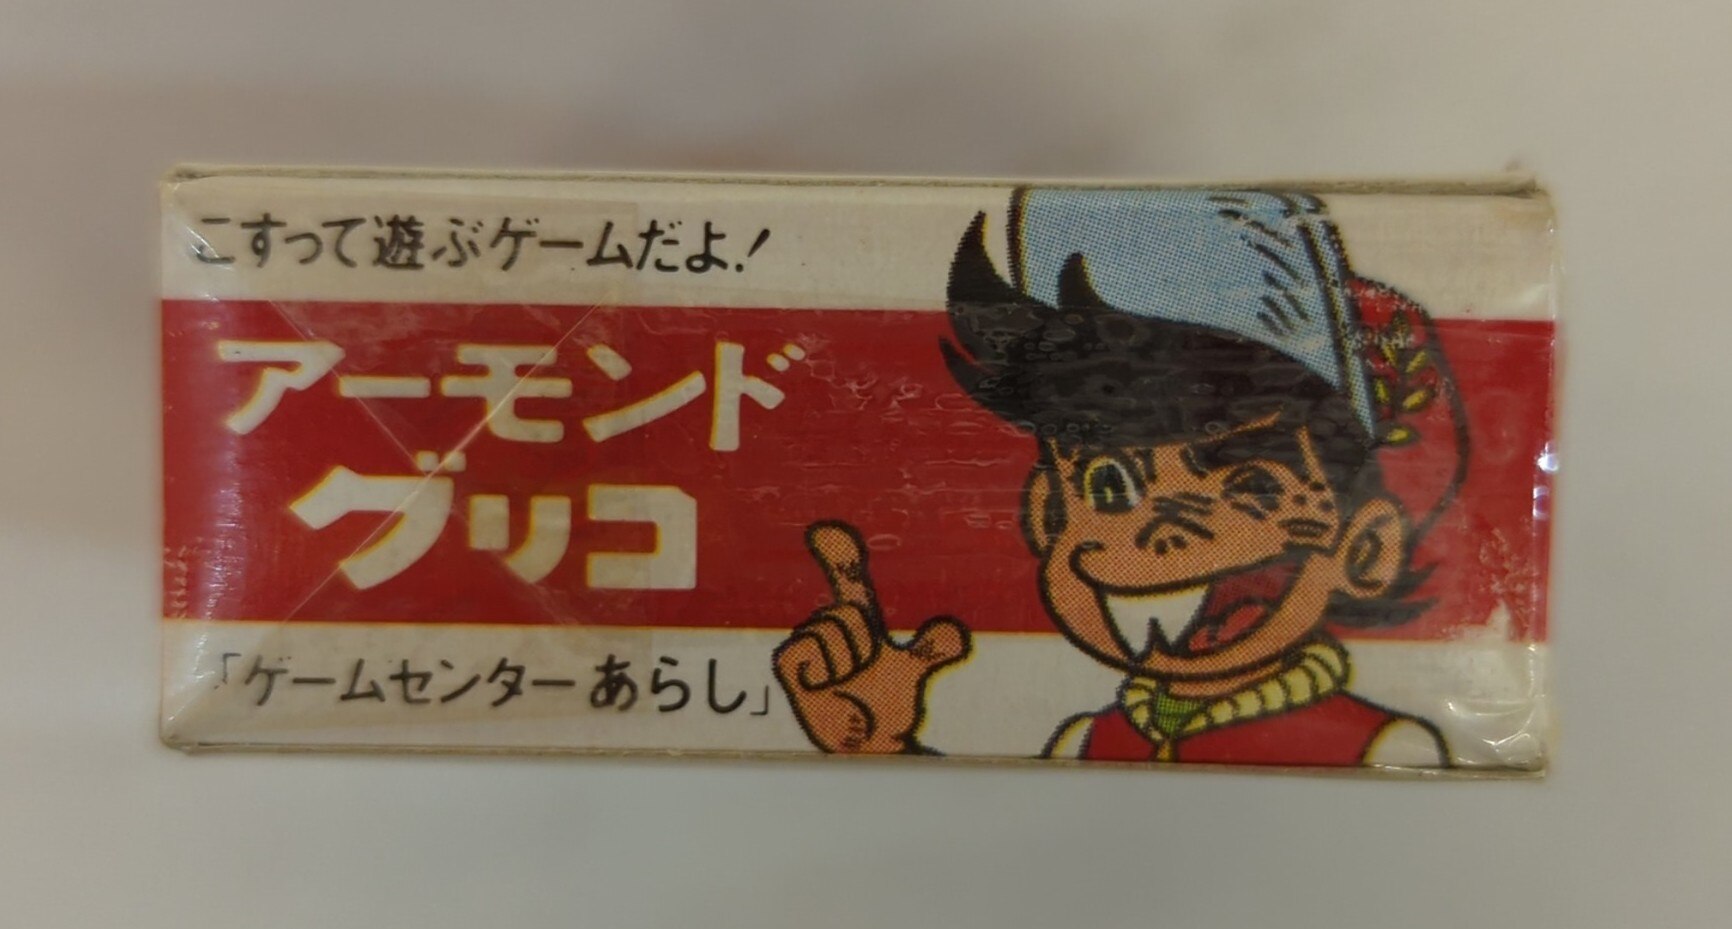 こすって遊ぶゲームだよ!
アーモンド
グリコ
「ゲームセンターあらし」